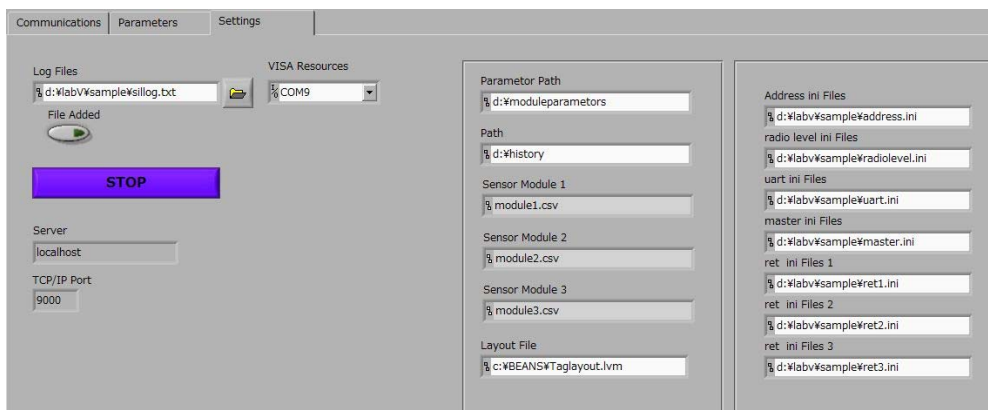 Communications
Parameters
Settings
Log Files
d:¥labV¥sample¥sillog.txt
File Added
STOP
Server
localhost
TCP/IP Port
9000
VISA Resources
COM9
Parametor Path
d:¥moduleparametors
Path
d:¥history
Sensor Module 1
module1.csv
Sensor Module 2
module2.csv
Sensor Module 3
module3.csv
Layout File
c:¥BEANS¥Taglayout.lvm
Address ini Files
d:¥labv¥sample¥address.ini
radio level ini Files
d:¥labv¥sample¥radiolevel.ini
uart ini Files
d:¥labv¥sample¥uart.ini
master ini Files
d:¥labv¥sample¥master.ini
ret  ini Files 1
d:¥labv¥sample¥ret1.ini
ret  ini Files 2
d:¥labv¥sample¥ret2.ini
ret  ini Files 3
d:¥labv¥sample¥ret3.ini